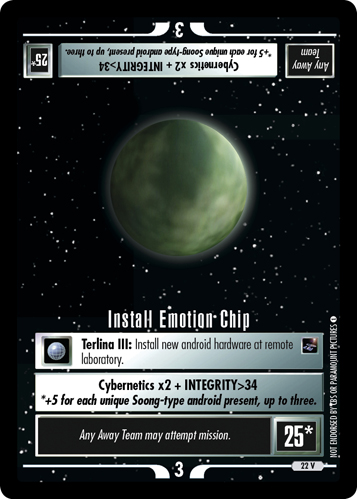 3
Any Away
Team
Cybernetics x2 + INTEGRITY>34
*+5 for each unique Soong-type android present, up to three.
25*
Install Emotion Chip
Terlina III: Install new android hardware at remote
laboratory.
Cybernetics x2 + INTEGRITY>34
*+5 for each unique Soong-type android present, up to three.
Any Away Team may attempt mission.
25*
3
22 V
NOT ENDORSED BY CBS OR PARAMOUNT PICTURES